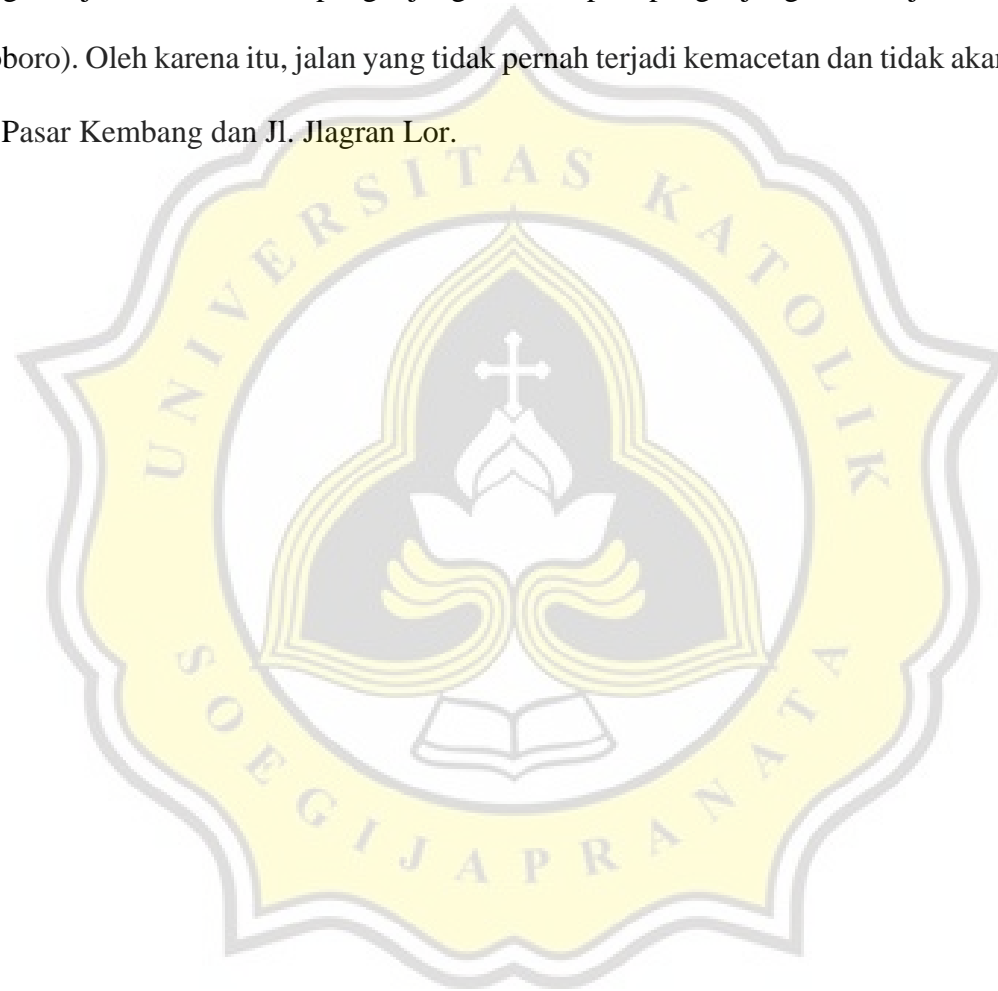 oboro). Oleh karena itu, jalan yang tidak pernah terjadi kemacetan dan tidak akan
Pasar Kembang dan Jl. Jlagran Lor.
UNIVERSITAS KATOLIK
SOEGIJAPRANATA